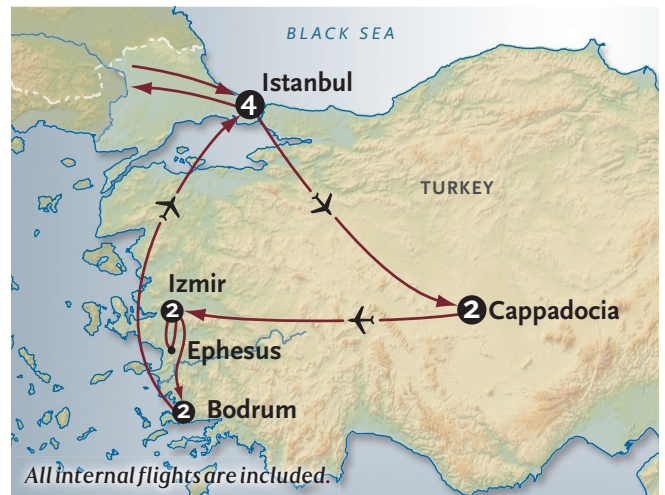 BLACK SEA
Istanbul
4
TURKEY
Izmir
2
2 Cappadocia
Ephesus
2 Bodrum
All internal flights are included.